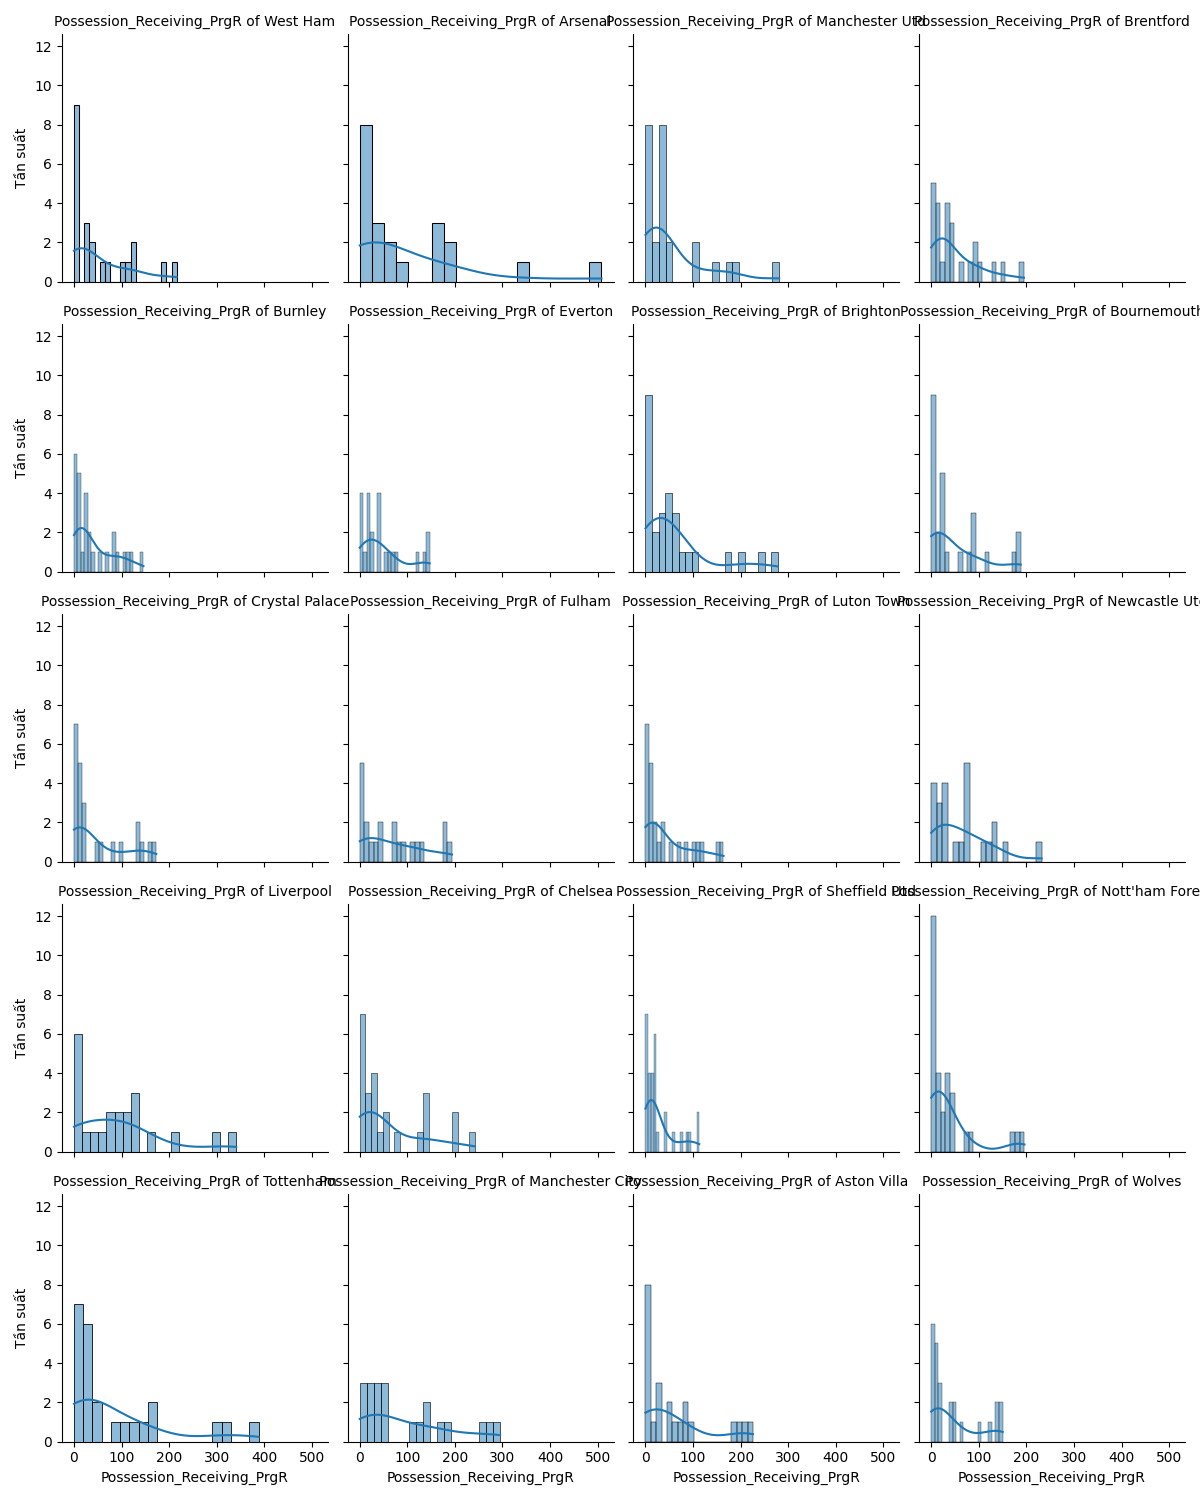 Possession_Receiving_PrgR of West Ham
Possession_Receiving_PrgR of Arsenal
Possession_Receiving_PrgR of Manchester Utd
Possession_Receiving_PrgR of Brentford
12
10
8
6
4
2
0
Tần suất
Possession_Receiving_PrgR of Burnley
Possession_Receiving_PrgR of Everton
Possession_Receiving_PrgR of Brighton
Possession_Receiving_PrgR of Bournemouth
12
10
8
6
4
2
0
Tần suất
0 100 200 300 400 500
Possession_Receiving_PrgR of Crystal Palace
Possession_Receiving_PrgR of Fulham
Possession_Receiving_PrgR of Luton Town
Possession_Receiving_PrgR of Newcastle Utd
12
10
8
6
4
2
0
Tần suất
Possession_Receiving_PrgR of Liverpool
Possession_Receiving_PrgR of Chelsea
Possession_Receiving_PrgR of Sheffield Utd
Possession_Receiving_PrgR of Nott'ham Fore
12
10
8
6
4
2
0
Tần suất
Possession_Receiving_PrgR of Tottenham
Possession_Receiving_PrgR of Manchester City
Possession_Receiving_PrgR of Aston Villa
Possession_Receiving_PrgR of Wolves
12
10
8
6
4
2
0
Tần suất
0 100 200 300 400 500
0 100 200 300 400 500
0 100 200 300 400 500
0 100 200 300 400 500
Possession_Receiving_PrgR
Possession_Receiving_PrgR
Possession_Receiving_PrgR
Possession_Receiving_PrgR